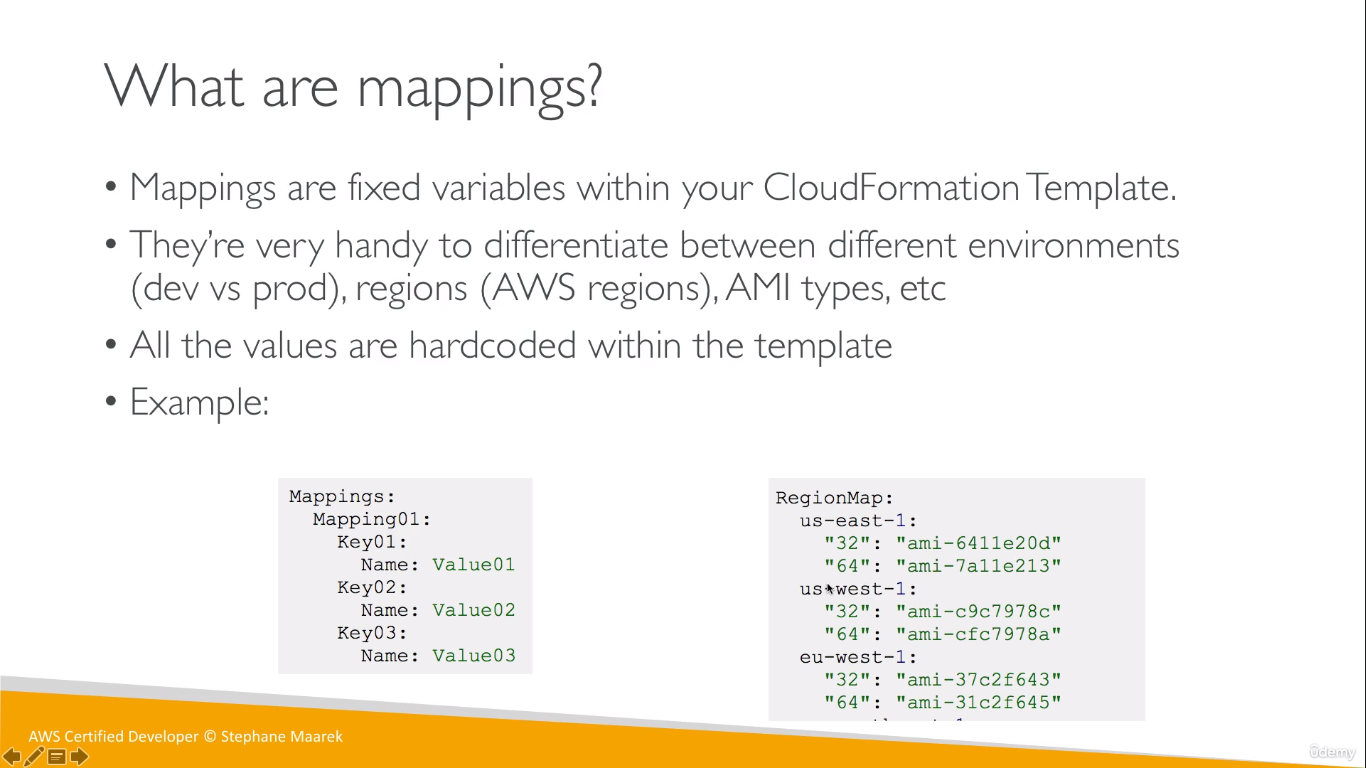 What are mappings?
• Mappings are fixed variables within your CloudFormation Template.
• They're very handy to differentiate between different environments
(dev vs prod), regions (AWS regions), AMI types, etc
• All the values are hardcoded within the template
• Example:
Mappings:
  Mapping01:
    Key01:
      Name: Value01
    Key02:
      Name: Value02
    Key03:
      Name: Value03
RegionMap:
  us-east-1:
    "32": "ami-6411e20d"
    "64": "ami-7a11e213"
  us-west-1:
    "32": "ami-c9c7978c"
    "64": "ami-cfc7978a"
  eu-west-1:
    "32": "ami-37c2f643"
    "64": "ami-31c2f645"
AWS Certified Developer © Stephane Maarek
ûdemy